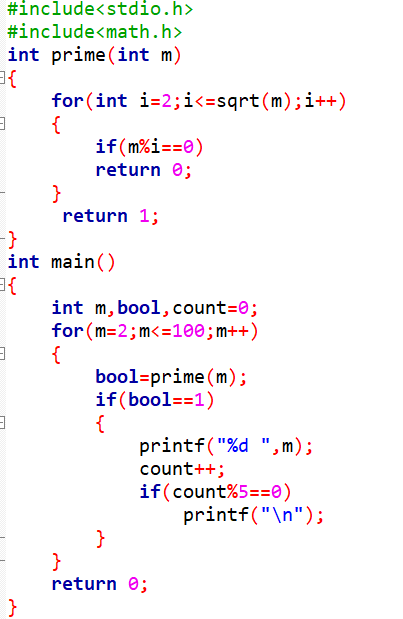 #include<stdio.h>
#include<math.h>
int prime(int m)
{
    for(int i=2;i<=sqrt(m);i++)
    {
        if(m%i==0)
        return 0;
    }
     return 1;
}
int main()
{
    int m,bool,count=0;
    for(m=2;m<=100;m++)
    {
        bool=prime(m);
        if(bool==1)
        {
            printf("%d ",m);
            count++;
            if(count%5==0)
                printf("\n");
        }
    }
    return 0;
}